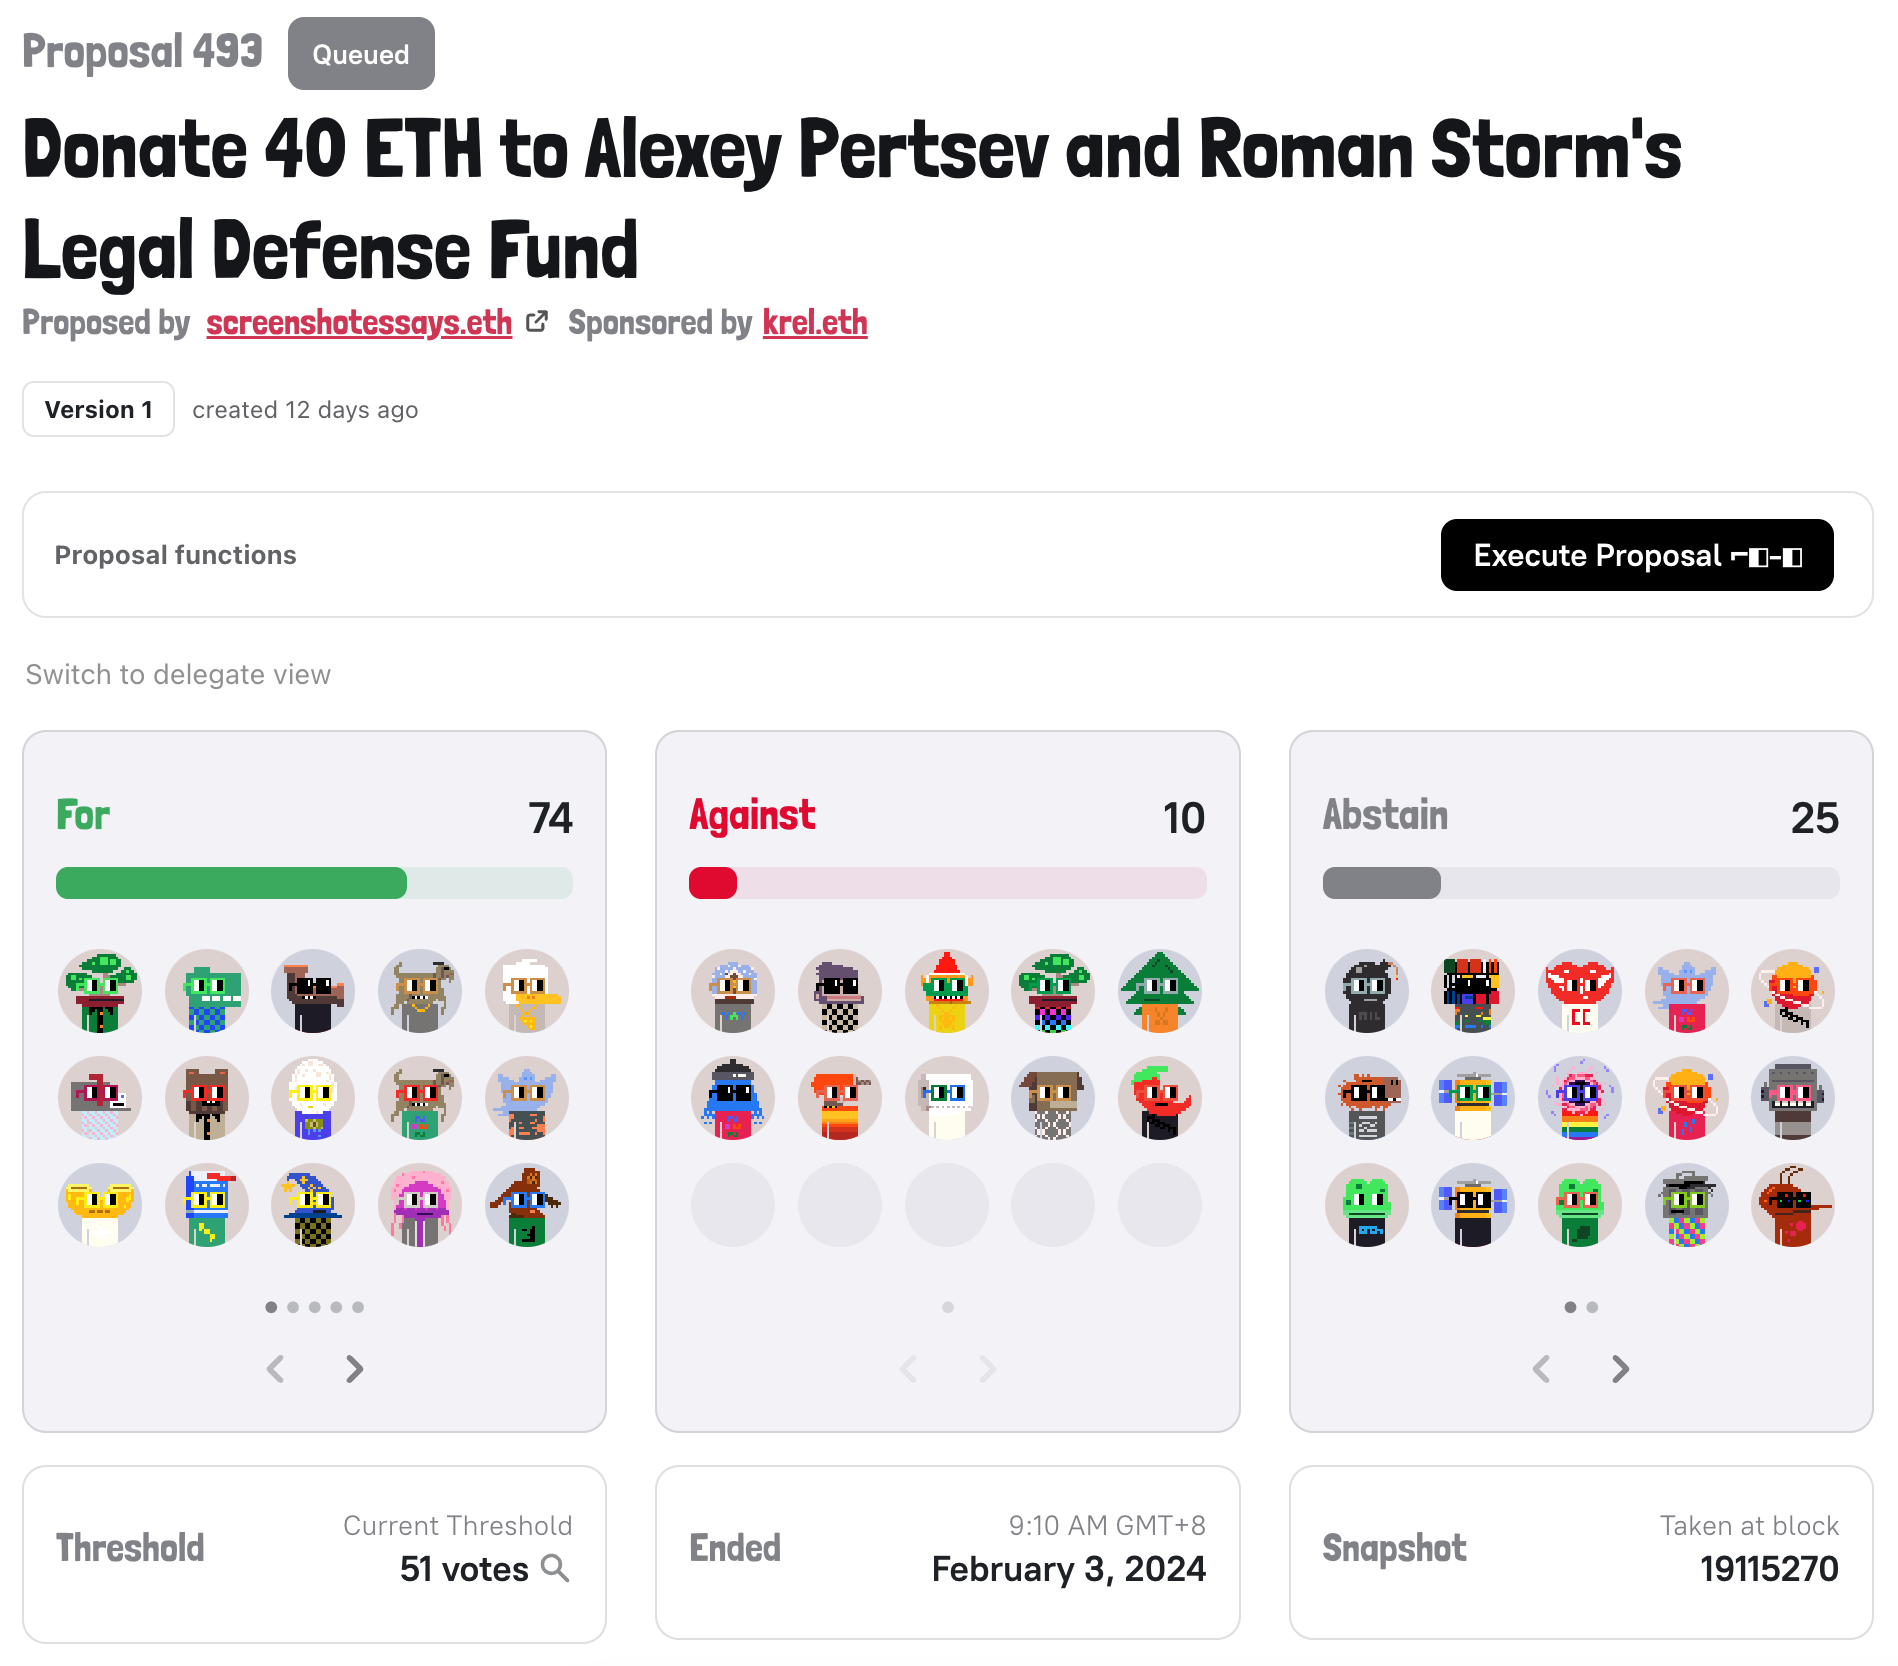 Proposal 493 Queued
Donate 40 ETH to Alexey Pertsev and Roman Storm's
Legal Defense Fund
Proposed by screenshotessays.eth Sponsored by krel.eth
Version 1 created 12 days ago
Proposal functions
Execute Proposal ⌐◧-◧
Switch to delegate view
For 74
Against 10
Abstain 25
Threshold
Current Threshold
51 votes
Ended
9:10 AM GMT+8
February 3, 2024
Snapshot
Taken at block
19115270